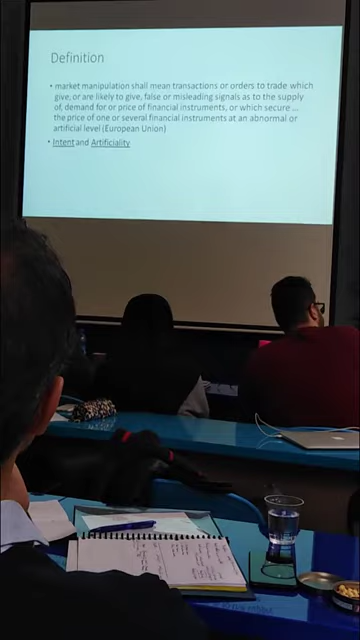 Definition
• market manipulation shall mean transactions or orders to trade which
give, or are likely to give, false or misleading signals as to the supply
of, demand for or price of financial instruments, or which secure ...
the price of one or several financial instruments at an abnormal or
artificial level (European Union)
• Intent and Artificiality